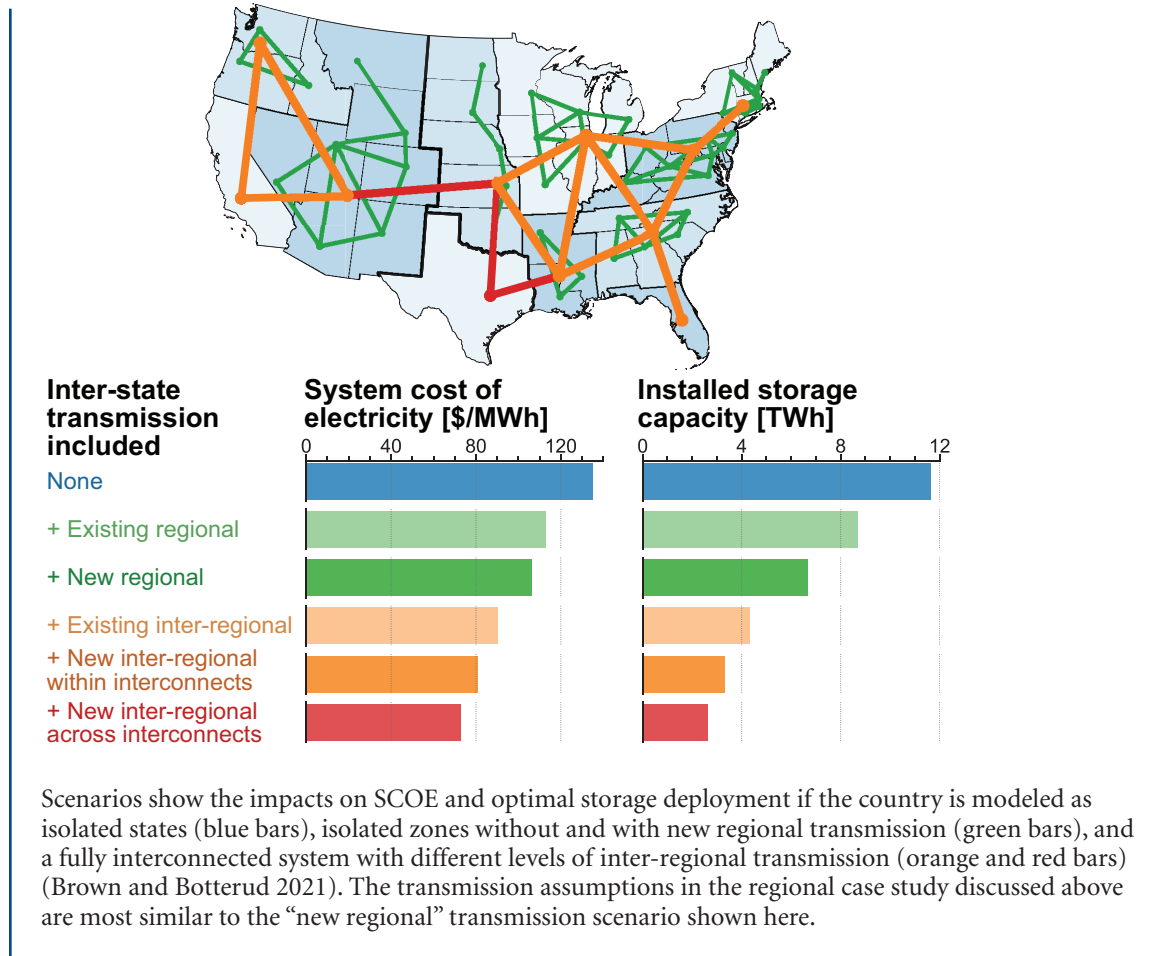 Inter-state
transmission
included
System cost of
electricity [$/MWh]
Installed storage
capacity [TWh]
0 40 80 120
0 4 8 12
None
+ Existing regional
+ New regional
+ Existing inter-regional
+ New inter-regional
within interconnects
+ New inter-regional
across interconnects
Scenarios show the impacts on SCOE and optimal storage deployment if the country is modeled as
isolated states (blue bars), isolated zones without and with new regional transmission (green bars), and
a fully interconnected system with different levels of inter-regional transmission (orange and red bars)
(Brown and Botterud 2021). The transmission assumptions in the regional case study discussed above
are most similar to the “new regional” transmission scenario shown here.